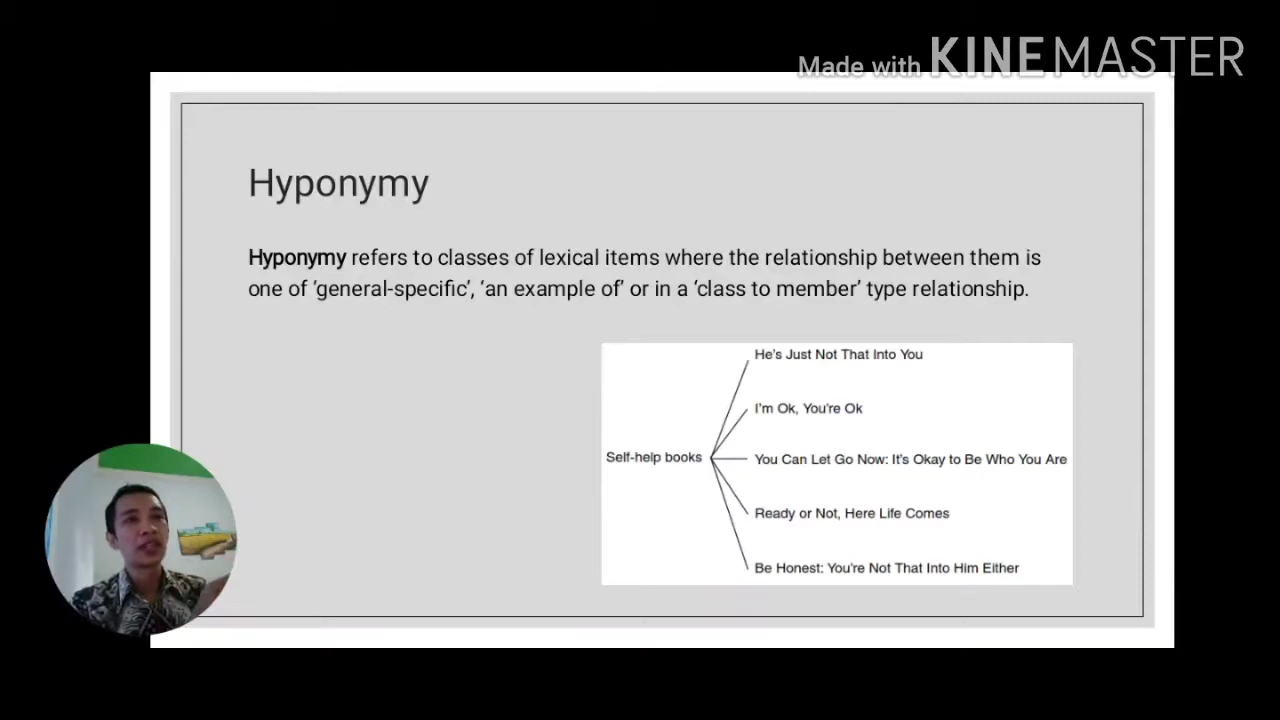 Made with KINEMASTER
Hyponymy
Hyponymy refers to classes of lexical items where the relationship between them is
one of ‘general-specific’, ‘an example of’ or in a ‘class to member’ type relationship.
He's Just Not That Into You
I'm Ok, You're Ok
Self-help books
You Can Let Go Now: It's Okay to Be Who You Are
Ready or Not, Here Life Comes
Be Honest: You're Not That Into Him Either